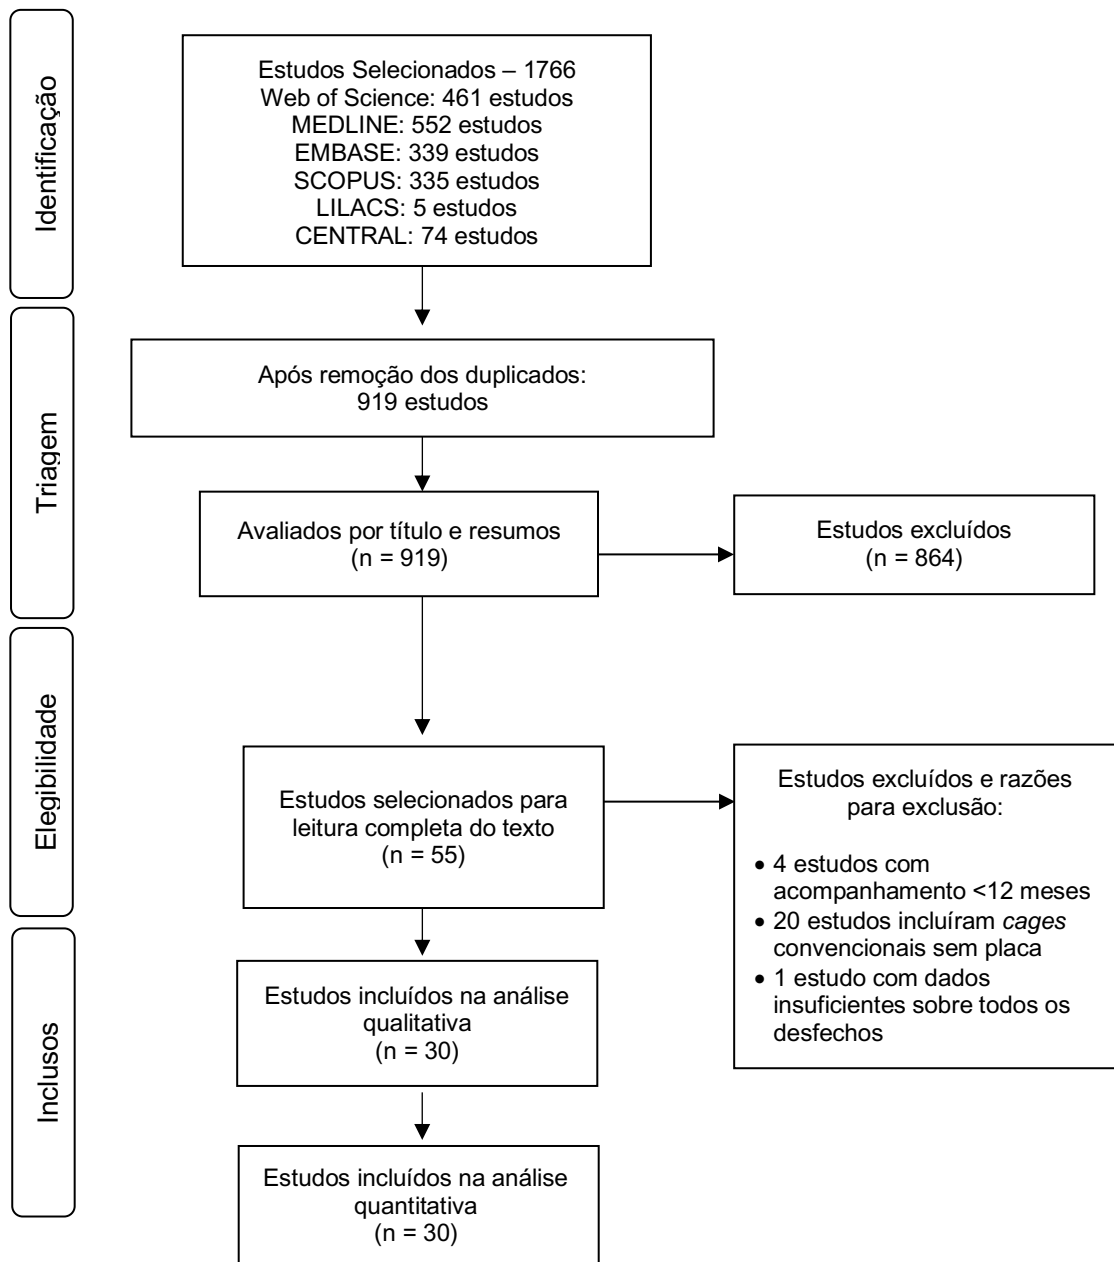 Identificação
Estudos Selecionados – 1766
Web of Science: 461 estudos
MEDLINE: 552 estudos
EMBASE: 339 estudos
SCOPUS: 335 estudos
LILACS: 5 estudos
CENTRAL: 74 estudos
Triagem
Após remoção dos duplicados:
919 estudos
Avaliados por título e resumos
(n = 919)
Estudos excluídos
(n = 864)
Elegibilidade
Estudos selecionados para
leitura completa do texto
(n = 55)
Estudos excluídos e razões
para exclusão:
• 4 estudos com
acompanhamento <12 meses
• 20 estudos incluíram cages
convencionais sem placa
• 1 estudo com dados
insuficientes sobre todos os
desfechos
Inclusos
Estudos incluídos na análise
qualitativa
(n = 30)
Estudos incluídos na análise
quantitativa
(n = 30)